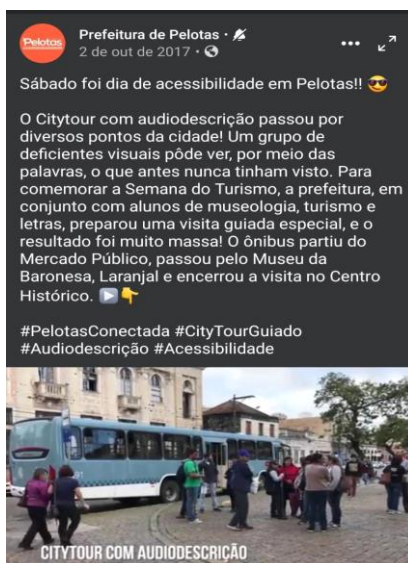 Pelotas
Prefeitura de Pelotas ·
2 de out de 2017 ·
Sábado foi dia de acessibilidade em Pelotas!! 😎
O Citytour com audiodescrição passou por
diversos pontos da cidade! Um grupo de
deficientes visuais pôde ver, por meio das
palavras, o que antes nunca tinham visto. Para
comemorar a Semana do Turismo, a prefeitura, em
conjunto com alunos de museologia, turismo e
letras, preparou uma visita guiada especial, e o
resultado foi muito massa! O ônibus partiu do
Mercado Público, passou pelo Museu da
Baronesa, Laranjal e encerrou a visita no Centro
Histórico. ▶️👇
#PelotasConectada #CityTourGuiado
#Audiodescrição #Acessibilidade
CITYTOUR COM AUDIODESCRIÇÃO